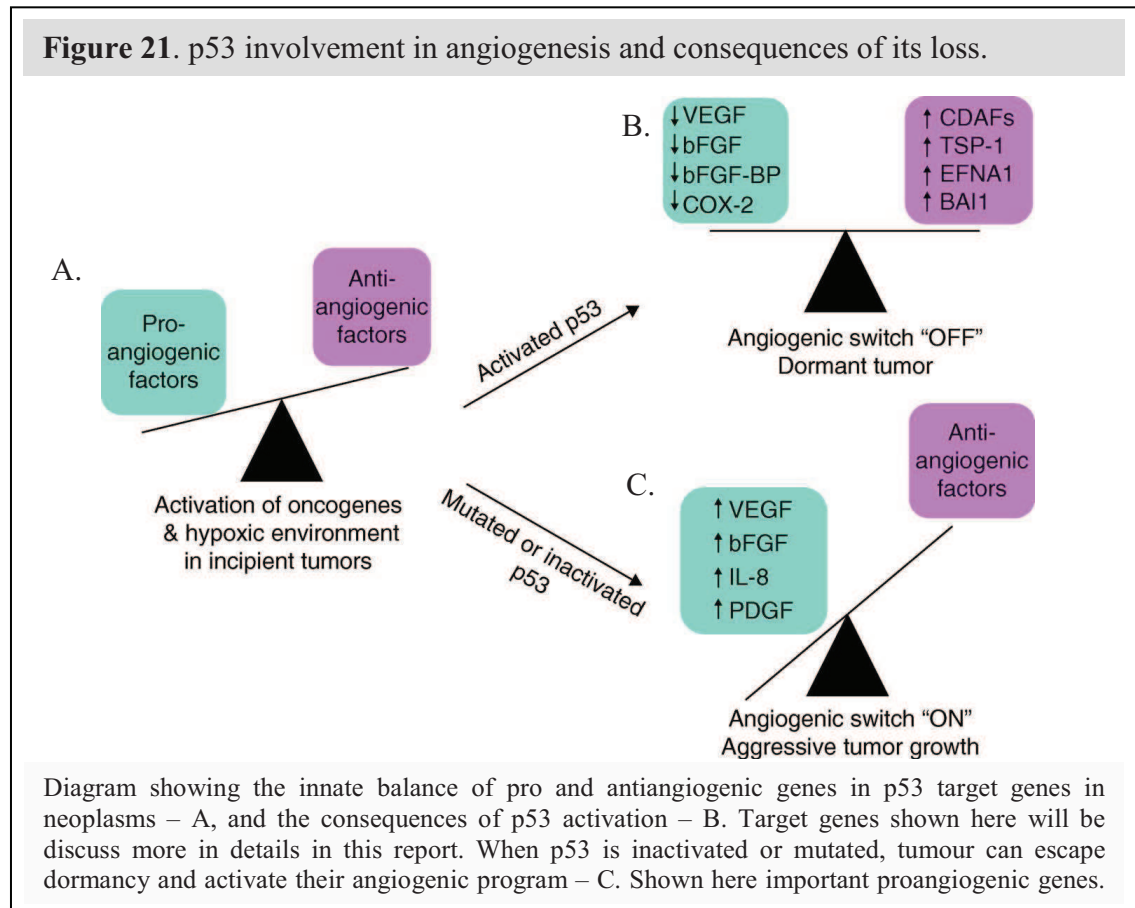 Figure 21. p53 involvement in angiogenesis and consequences of its loss.
A.
Pro-
angiogenic
factors
Anti-
angiogenic
factors
Activation of oncogenes
& hypoxic environment
in incipient tumors
Activated p53
Mutated or inactivated
p53
B.
↓VEGF
↓bFGF
↓bFGF-BP
↓COX-2
↑ CDAFs
↑ TSP-1
↑ EFNA1
↑ BAI1
Angiogenic switch “OFF”
Dormant tumor
C.
↑ VEGF
↑ bFGF
↑ IL-8
↑ PDGF
Anti-
angiogenic
factors
Angiogenic switch “ON”
Aggressive tumor growth
Diagram showing the innate balance of pro and antiangiogenic genes in p53 target genes in
neoplasms – A, and the consequences of p53 activation – B. Target genes shown here will be
discuss more in details in this report. When p53 is inactivated or mutated, tumour can escape
dormancy and activate their angiogenic program – C. Shown here important proangiogenic genes.